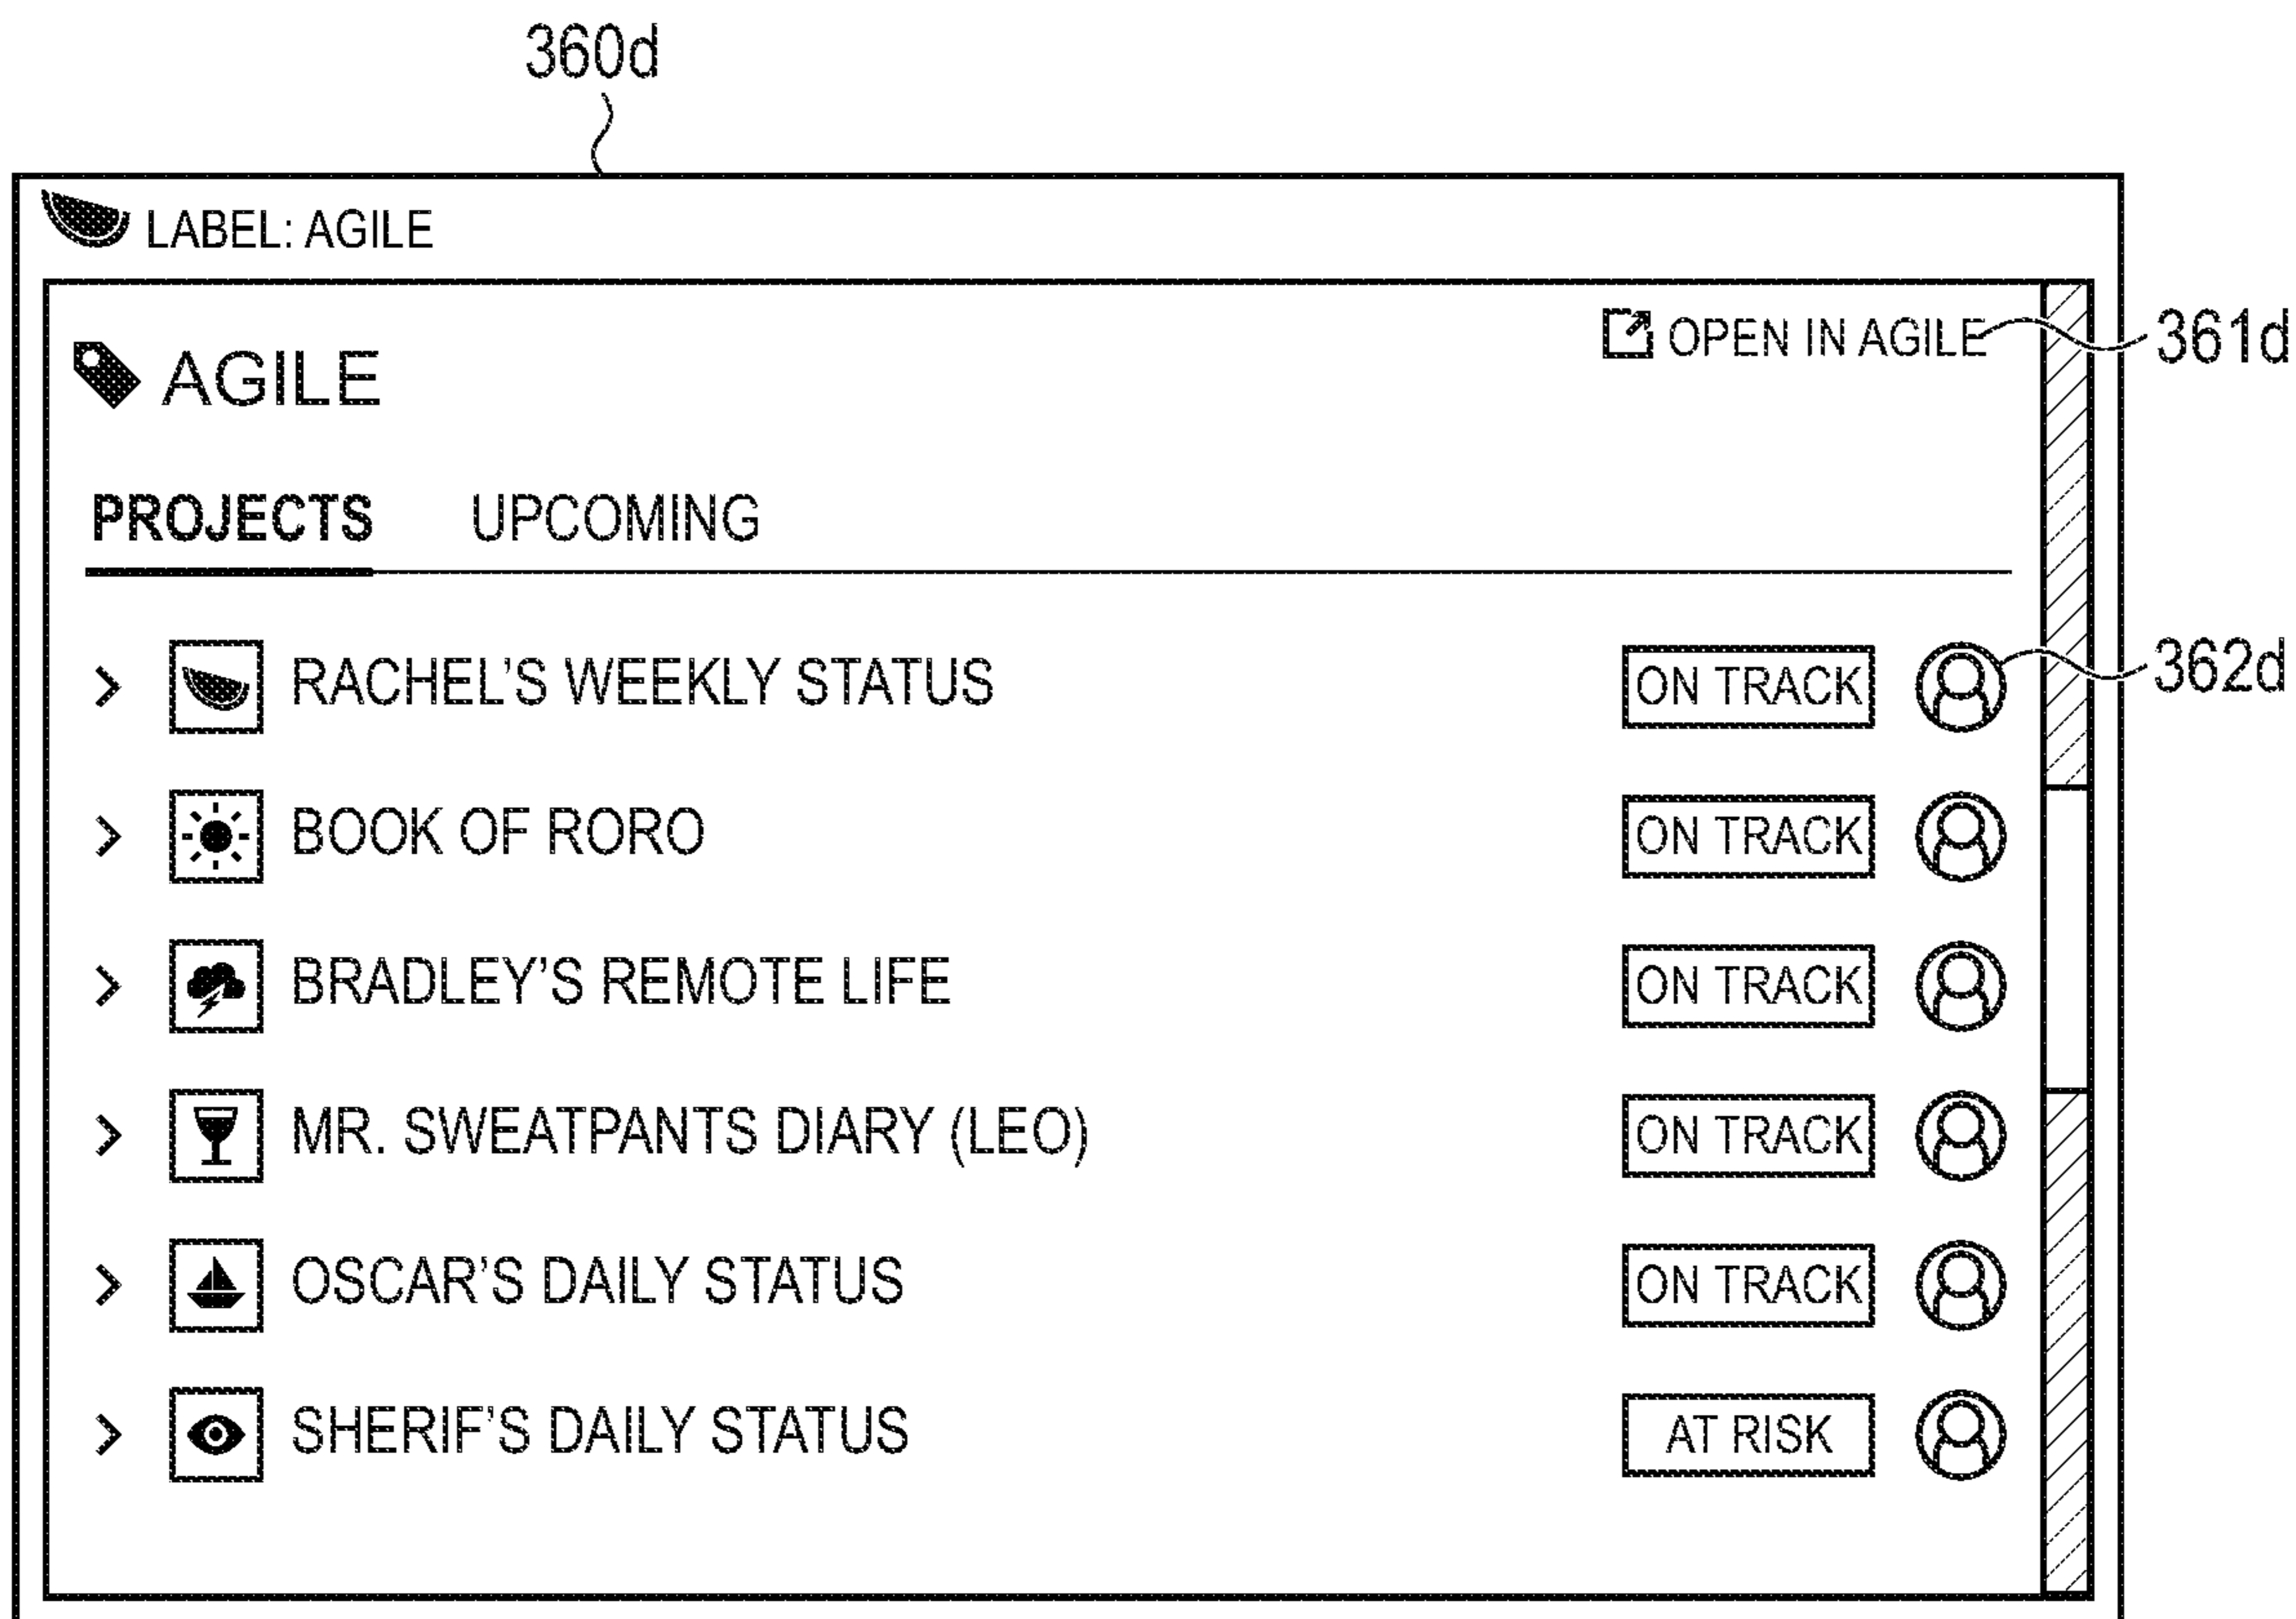 360d
LABEL: AGILE
AGILE
OPEN IN AGILE
361d
PROJECTS UPCOMING
RACHEL'S WEEKLY STATUS ON TRACK
362d
BOOK OF RORO ON TRACK
BRADLEY'S REMOTE LIFE ON TRACK
MR. SWEATPANTS DIARY (LEO) ON TRACK
OSCAR'S DAILY STATUS ON TRACK
SHERIF'S DAILY STATUS AT RISK